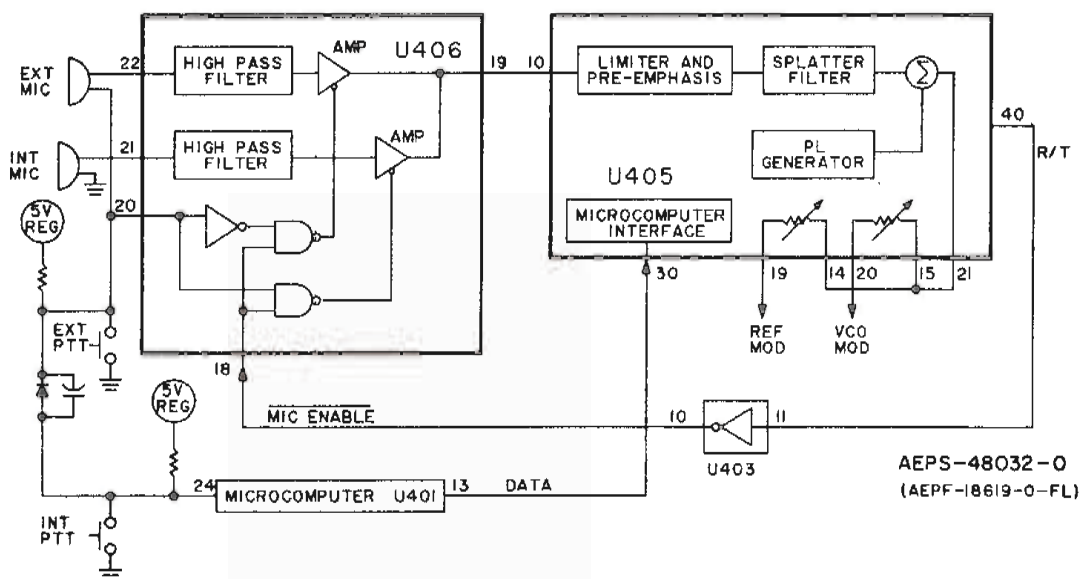 EXT
MIC
22
HIGH PASS
FILTER
AMP
U406
19
10
LIMITER AND
PRE-EMPHASIS
SPLATTER
FILTER
Σ
40
R/T
INT
MIC
21
HIGH PASS
FILTER
AMP
PL
GENERATOR
U405
MICROCOMPUTER
INTERFACE
5V
REG
20
30
19
14
20
15
21
REF
MOD
VCO
MOD
EXT
PTT
18
5V
REG
MIC ENABLE
10
11
U403
24
MICROCOMPUTER U401
13
DATA
INT
PTT
AEPS-48032-O
(AEPF-18619-O-FL)